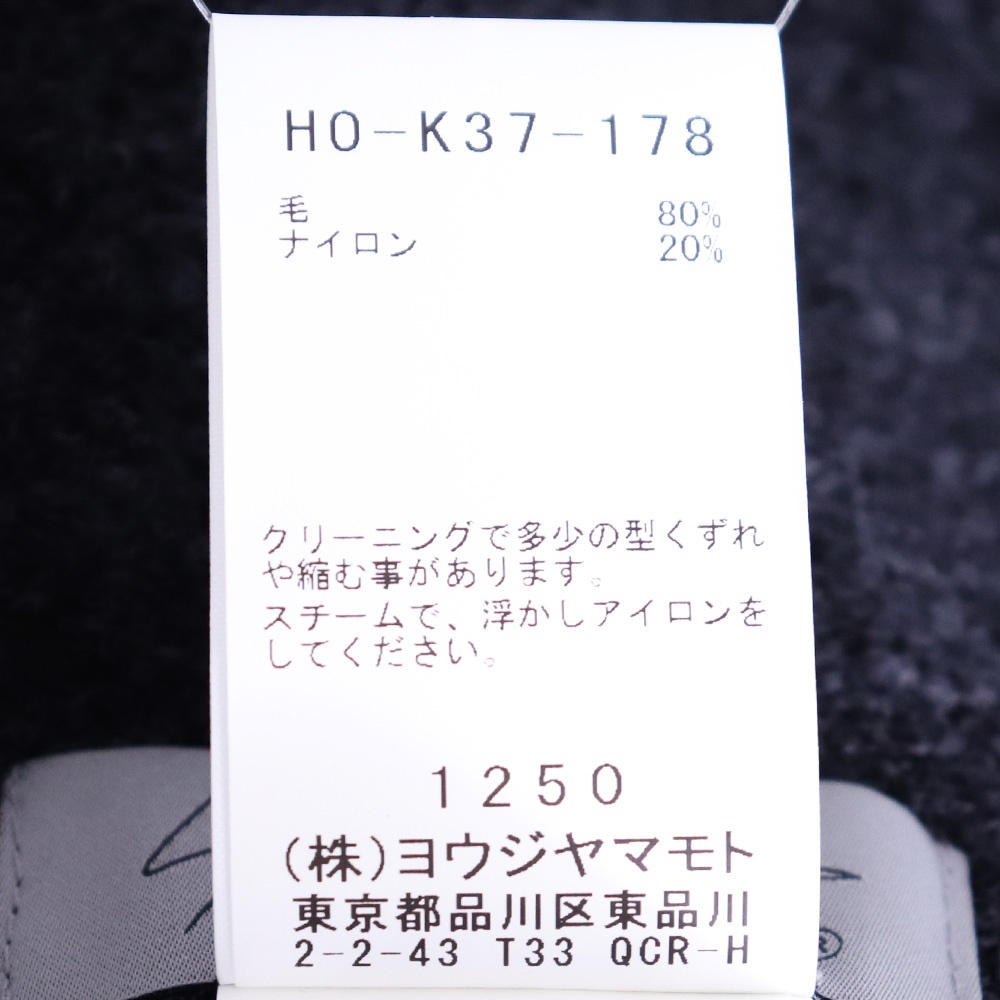 HO-K37-178
毛 80%
ナイロン 20%
クリーニングで多少の型くずれ
や縮む事があります。
スチームで、浮かしアイロンを
してください。
1250
(株)ヨウジヤマモト
東京都品川区東品川
2-2-43 T33 QCR-H
®